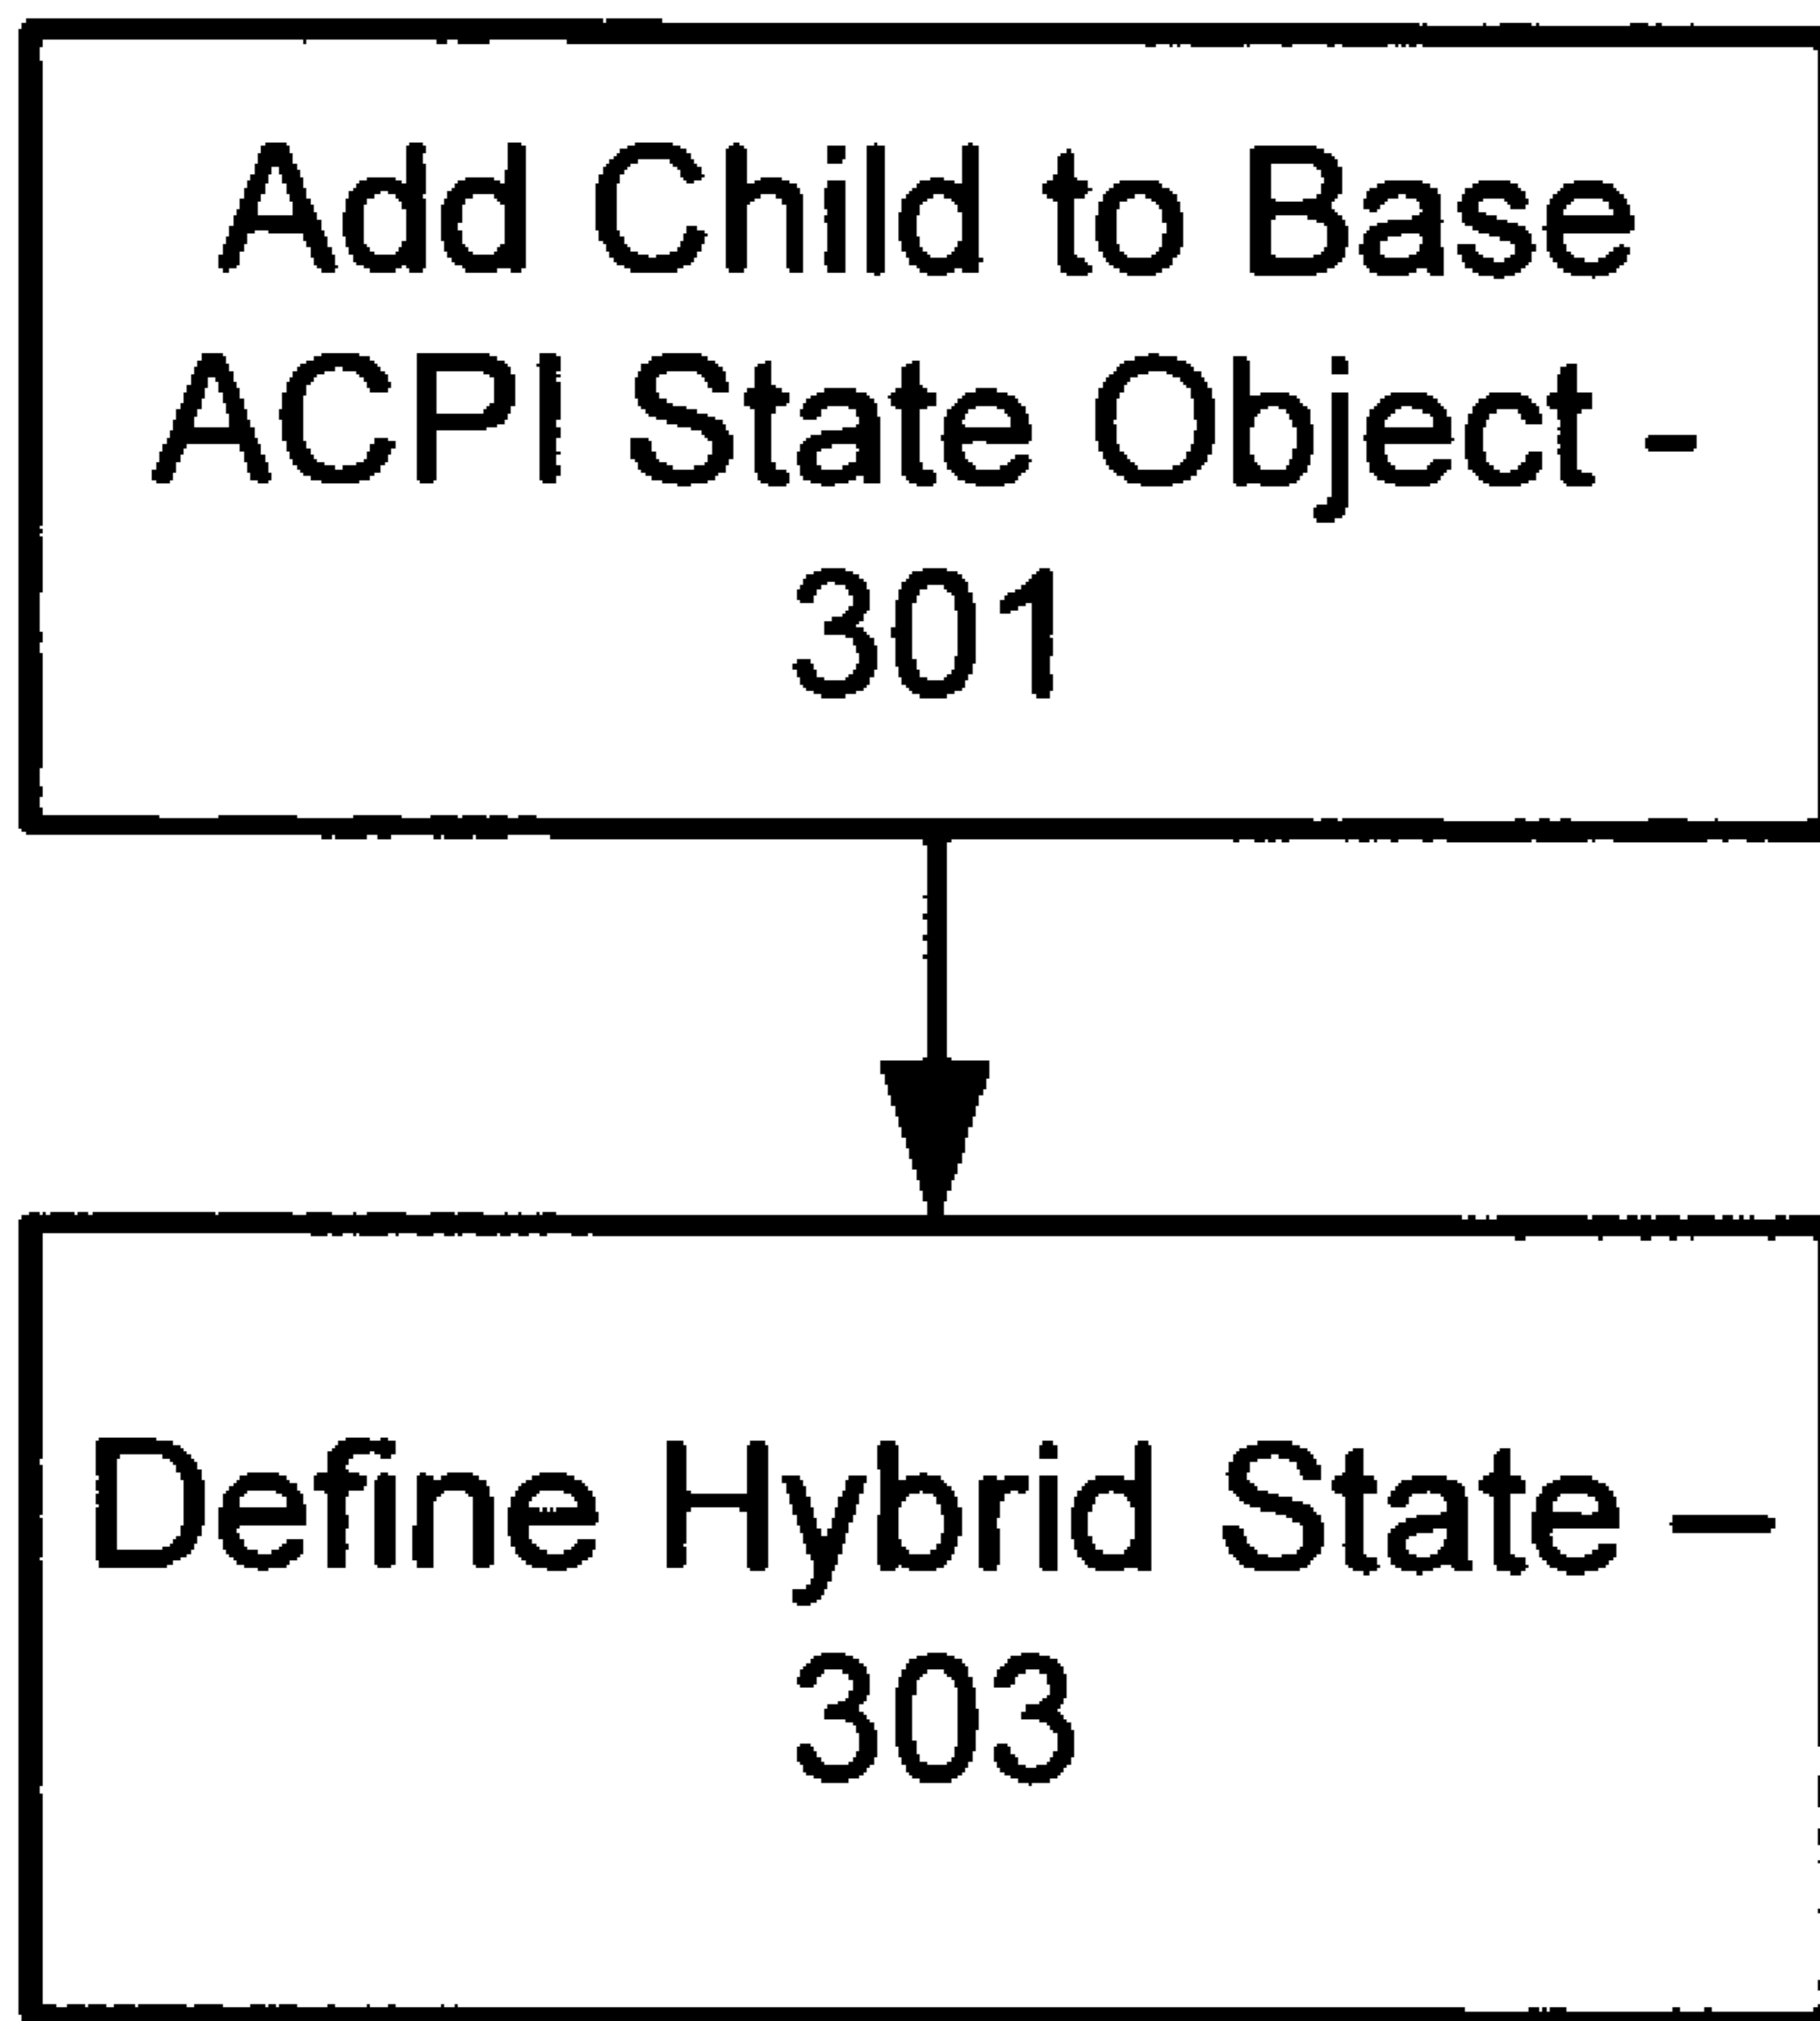 Add Child to Base
ACPI State Object -
301
Define Hybrid State –
303